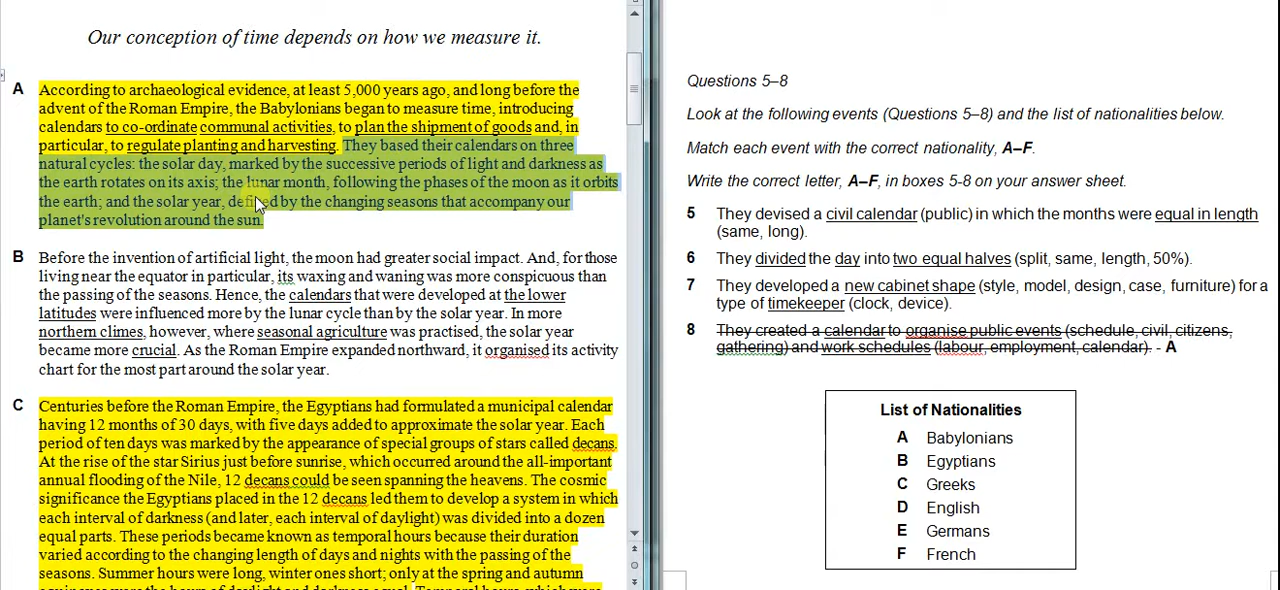 Our conception of time depends on how we measure it.
A According to archaeological evidence, at least 5,000 years ago, and long before the
advent of the Roman Empire, the Babylonians began to measure time, introducing
calendars to co-ordinate communal activities, to plan the shipment of goods and, in
particular, to regulate planting and harvesting. They based their calendars on three
natural cycles: the solar day, marked by the successive periods of light and darkness as
the earth rotates on its axis; the lunar month, following the phases of the moon as it orbits
the earth; and the solar year, defined by the changing seasons that accompany our
planet's revolution around the sun.
B Before the invention of artificial light, the moon had greater social impact. And, for those
living near the equator in particular, its waxing and waning was more conspicuous than
the passing of the seasons. Hence, the calendars that were developed at the lower
latitudes were influenced more by the lunar cycle than by the solar year. In more
northern climes, however, where seasonal agriculture was practised, the solar year
became more crucial. As the Roman Empire expanded northward, it organised its activity
chart for the most part around the solar year.
C Centuries before the Roman Empire, the Egyptians had formulated a municipal calendar
having 12 months of 30 days, with five days added to approximate the solar year. Each
period of ten days was marked by the appearance of special groups of stars called decans.
At the rise of the star Sirius just before sunrise, which occurred around the all-important
annual flooding of the Nile, 12 decans could be seen spanning the heavens. The cosmic
significance the Egyptians placed in the 12 decans led them to develop a system in which
each interval of darkness (and later, each interval of daylight) was divided into a dozen
equal parts. These periods became known as temporal hours because their duration
varied according to the changing length of days and nights with the passing of the
seasons. Summer hours were long, winter ones short; only at the spring and autumn
Questions 5–8
Look at the following events (Questions 5–8) and the list of nationalities below.
Match each event with the correct nationality, A–F.
Write the correct letter, A–F, in boxes 5-8 on your answer sheet.
5 They devised a civil calendar (public) in which the months were equal in length
(same, long).
6 They divided the day into two equal halves (split, same, length, 50%).
7 They developed a new cabinet shape (style, model, design, case, furniture) for a
type of timekeeper (clock, device).
8 They created a calendar to organise public events (schedule, civil, citizens,
gathering) and work schedules (labour, employment, calendar). - A
List of Nationalities
A Babylonians
B Egyptians
C Greeks
D English
E Germans
F French